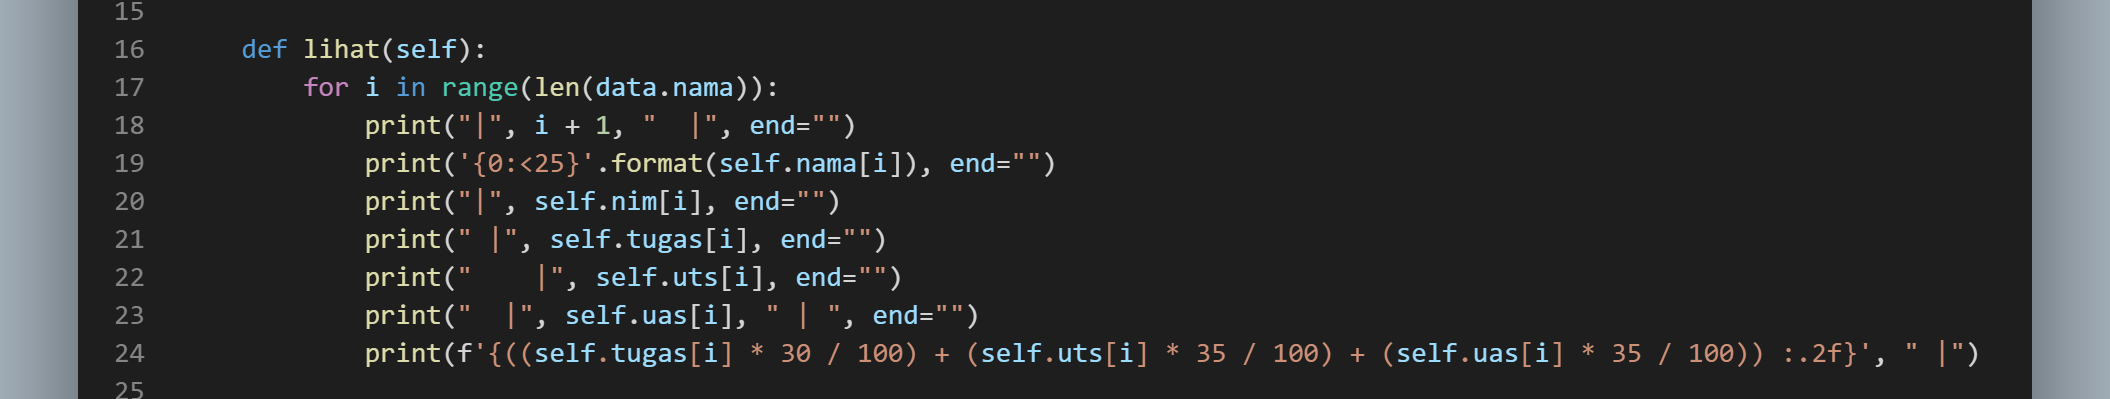 15
16 def lihat(self):
17 for i in range(len(data.nama)):
18 print("|", i + 1, "  |", end="")
19 print('{0:<25}'.format(self.nama[i]), end="")
20 print("|", self.nim[i], end="")
21 print(" |", self.tugas[i], end="")
22 print("    |", self.uts[i], end="")
23 print("  |", self.uas[i], " | ", end="")
24 print(f'{((self.tugas[i] * 30 / 100) + (self.uts[i] * 35 / 100) + (self.uas[i] * 35 / 100)) :.2f}', " |")
25